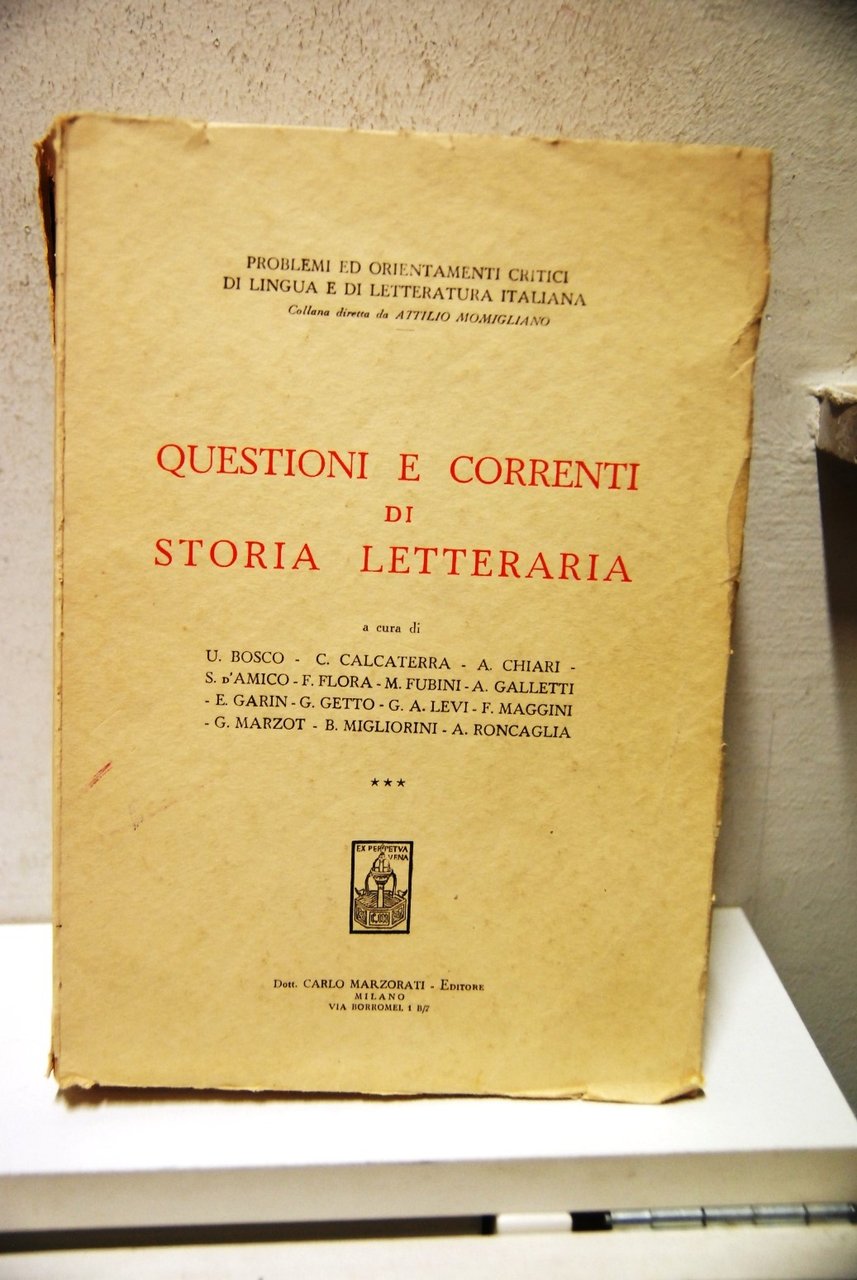 PROBLEMI ED ORIENTAMENTI CRITICI
DI LINGUA E DI LETTERATURA ITALIANA
Collana diretta da ATTILIO MOMIGLIANO
QUESTIONI E CORRENTI
DI
STORIA LETTERARIA
a cura di
U. BOSCO - C. CALCATERRA - A. CHIARI -
S. D'AMICO - F. FLORA - M. FUBINI - A. GALLETTI
- E. GARIN - G. GETTO - G. A. LEVI - F. MAGGINI
- G. MARZOT - B. MIGLIORINI - A. RONCAGLIA
★★★
EX PERPETVA
VENA
Dott. CARLO MARZORATI - EDITORE
MILANO
VIA BORROMEI, 1 B/7